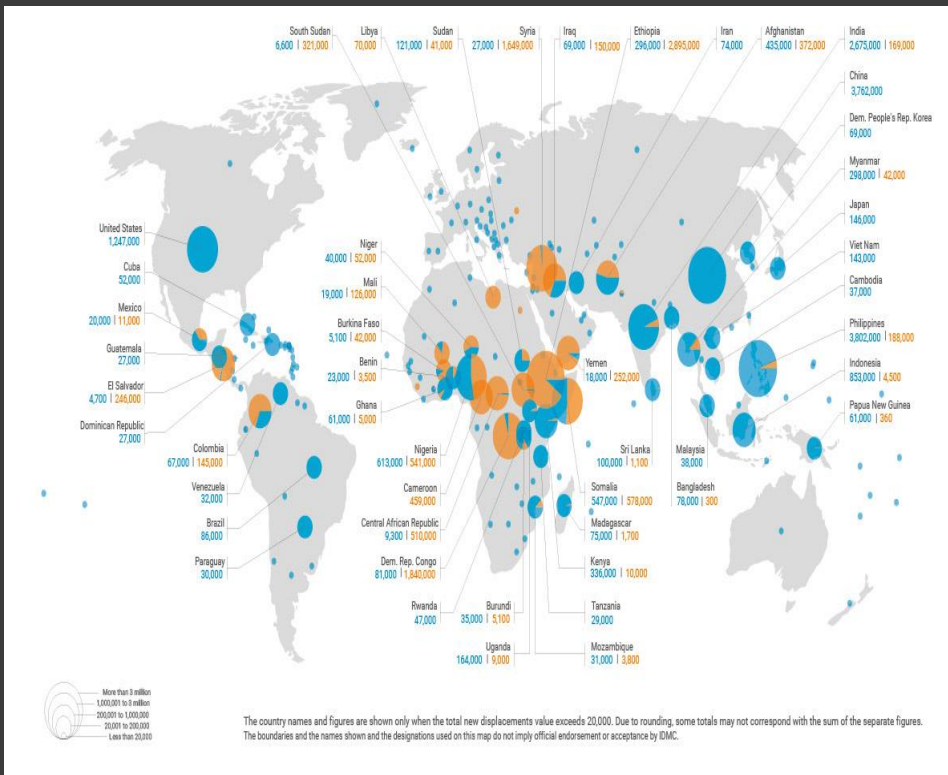 South Sudan
6,600 | 321,000
Libya
70,000
Sudan
121,000 | 41,000
Syria
27,000 | 1,649,000
Iraq
69,000 | 150,000
Ethiopia
296,000 | 2,895,000
Iran
74,000
Afghanistan
435,000 | 372,000
India
2,675,000 | 169,000
China
3,762,000
Dem. People's Rep. Korea
69,000
Myanmar
298,000 | 42,000
Japan
146,000
Viet Nam
143,000
Cambodia
37,000
Philippines
3,802,000 | 188,000
Indonesia
853,000 | 4,500
Papua New Guinea
61,000 | 360
United States
1,247,000
Cuba
52,000
Mexico
20,000 | 11,000
Guatemala
27,000
El Salvador
4,700 | 246,000
Dominican Republic
27,000
Colombia
67,000 | 145,000
Venezuela
32,000
Brazil
86,000
Paraguay
30,000
Niger
40,000 | 52,000
Mali
19,000 | 126,000
Burkina Faso
5,100 | 42,000
Benin
23,000 | 3,500
Ghana
61,000 | 5,000
Nigeria
613,000 | 541,000
Cameroon
459,000
Central African Republic
9,300 | 510,000
Dem. Rep. Congo
81,000 | 1,840,000
Rwanda
47,000
Burundi
35,000 | 5,100
Uganda
164,000 | 9,000
Yemen
18,000 | 252,000
Sri Lanka
100,000 | 1,100
Malaysia
38,000
Bangladesh
78,000 | 300
Somalia
547,000 | 578,000
Madagascar
75,000 | 1,700
Kenya
336,000 | 10,000
Tanzania
29,000
Mozambique
31,000 | 3,800
More than 3 million
1,000,001 to 3 million
200,001 to 1,000,000
20,001 to 200,000
Less than 20,000
The country names and figures are shown only when the total new displacements value exceeds 20,000. Due to rounding, some totals may not correspond with the sum of the separate figures.
The boundaries and the names shown and the designations used on this map do not imply official endorsement or acceptance by IDMC.